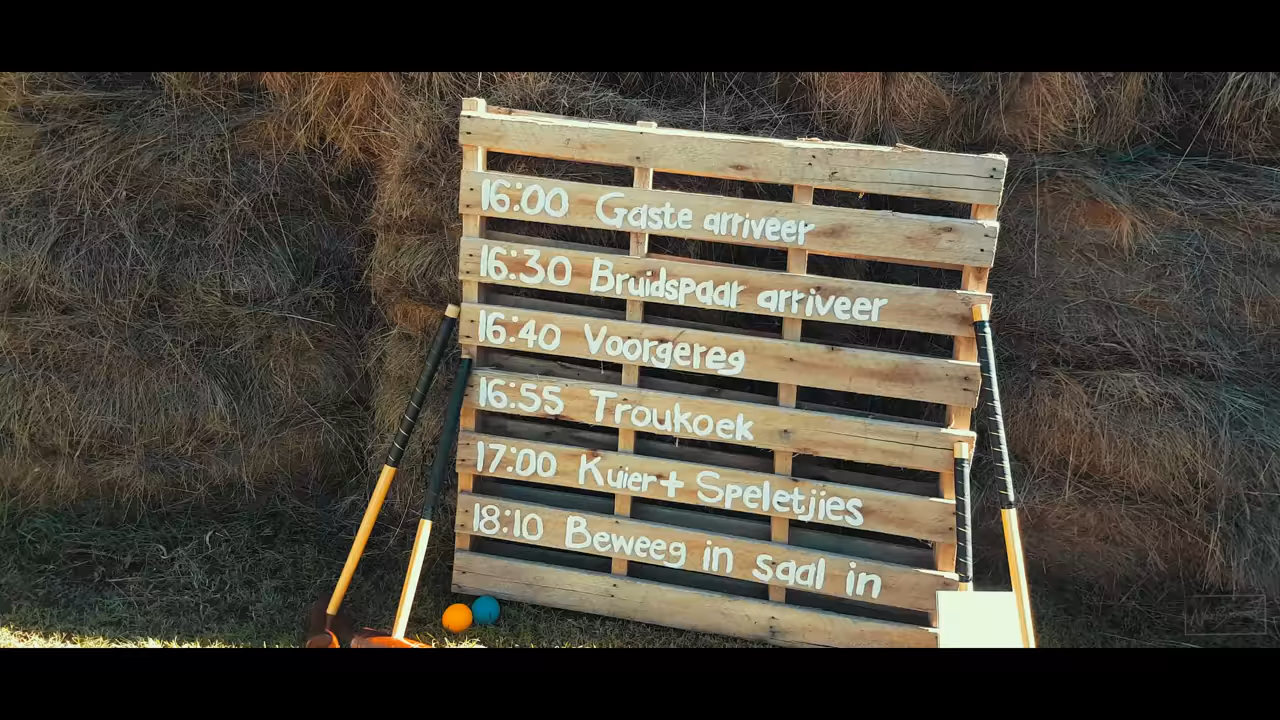 16:00 Gaste arriveer
16:30 Bruidspaar arriveer
16:40 Voorgereg
16:55 Troukoek
17:00 Kuier + Speletjies
18:10 Beweeg in saal in